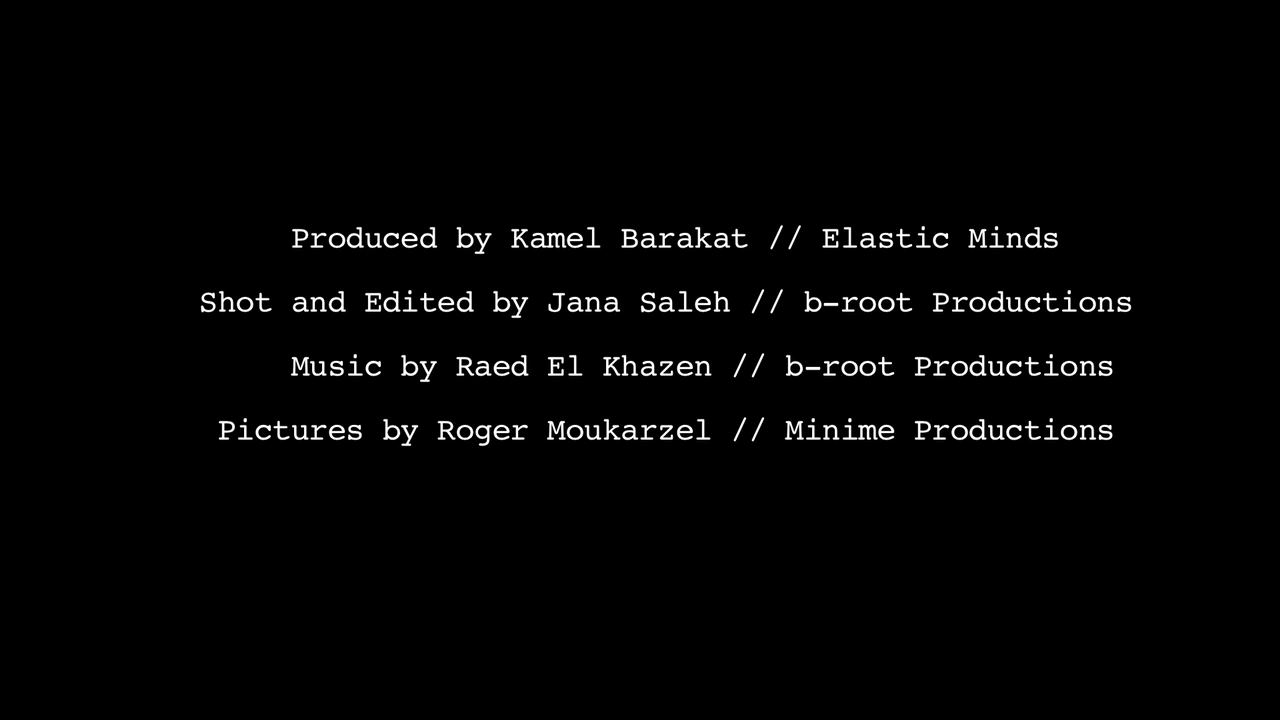 Produced by Kamel Barakat // Elastic Minds
Shot and Edited by Jana Saleh // b-root Productions
Music by Raed El Khazen // b-root Productions
Pictures by Roger Moukarzel // Minime Productions